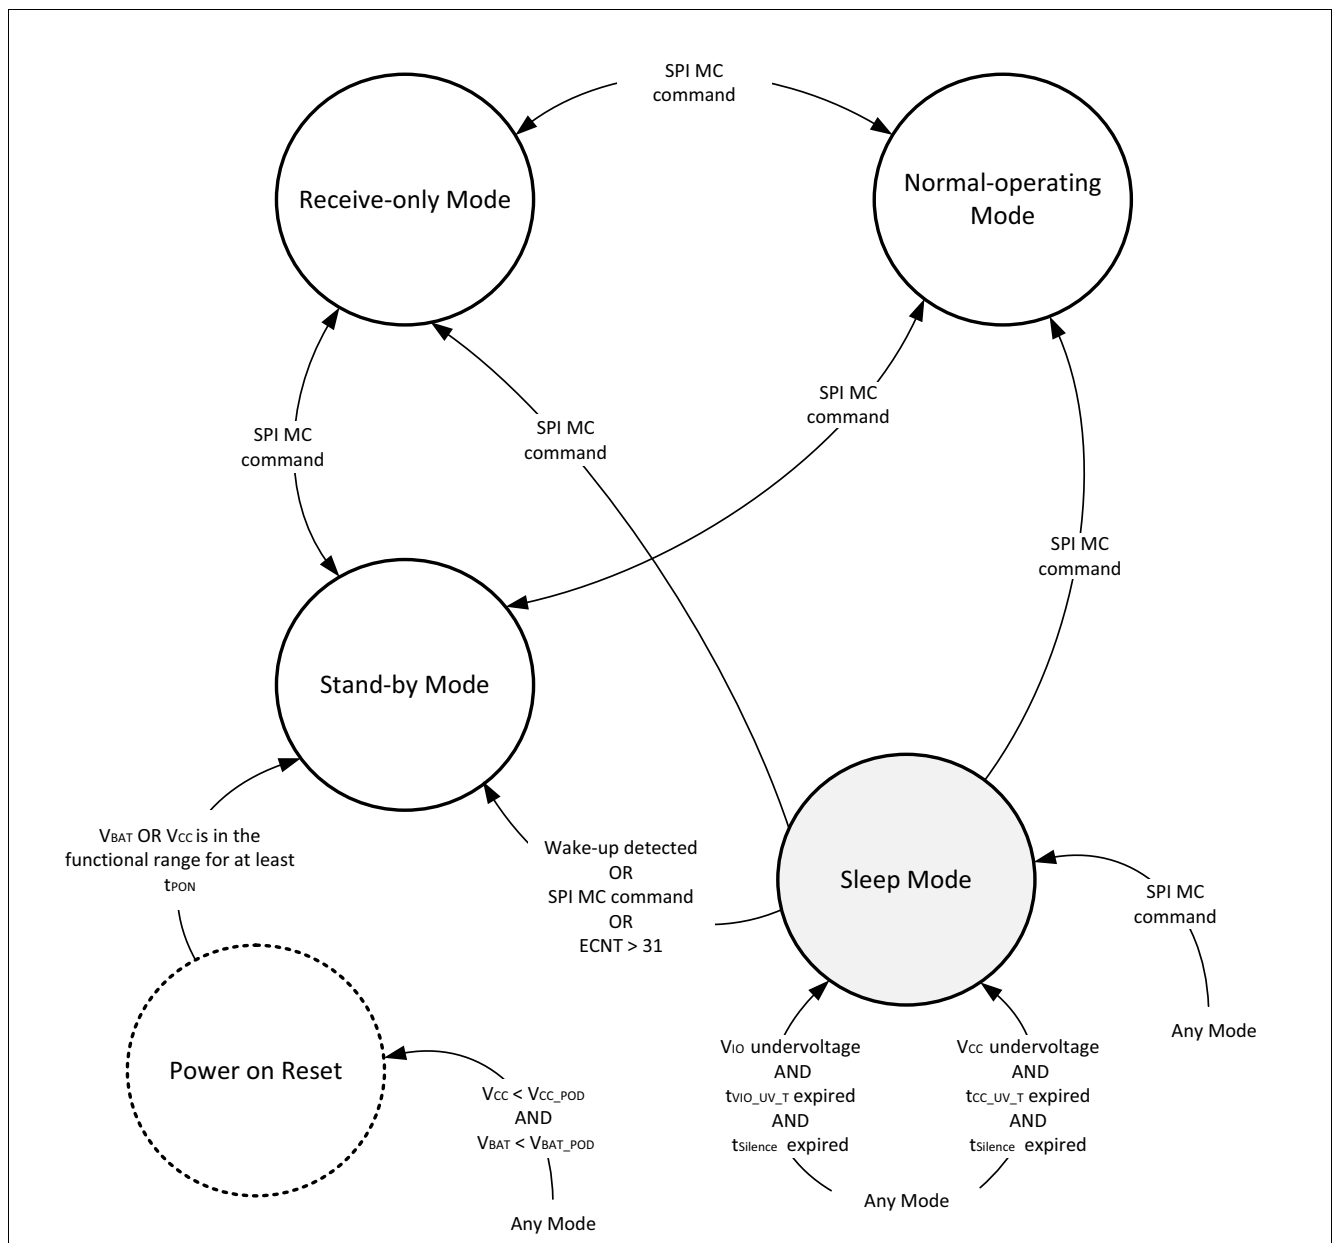 SPI MC
command
Receive-only Mode
Normal-operating
Mode
SPI MC
command
SPI MC
command
SPI MC
command
SPI MC
command
Stand-by Mode
VBAT OR VCC is in the
functional range for at least
tPON
Wake-up detected
OR
SPI MC command
OR
ECNT > 31
Sleep Mode
SPI MC
command
Any Mode
Power on Reset
VCC < VCC_POD
AND
VBAT < VBAT_POD
Any Mode
VIO undervoltage
AND
tVIO_UV_T expired
AND
tSilence expired
VCC undervoltage
AND
tCC_UV_T expired
AND
tSilence expired
Any Mode